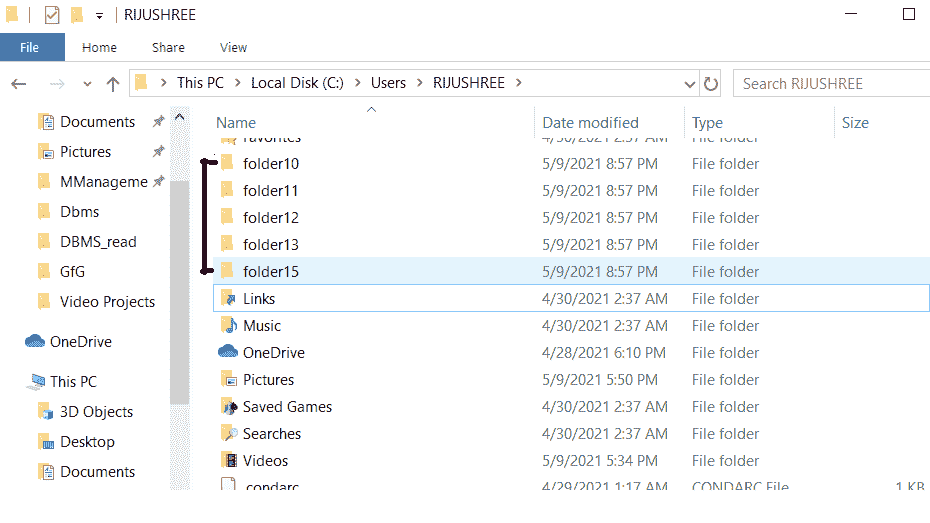 RIJUSHREE
File Home Share View
This PC Local Disk (C:) Users RIJUSHREE Search RIJUSHREE
Documents
Pictures
MManageme
Dbms
DBMS_read
GfG
Video Projects
OneDrive
This PC
3D Objects
Desktop
Documents
Name Date modified Type Size
Favorites 4/30/2021 2:37 AM File folder
folder10 5/9/2021 8:57 PM File folder
folder11 5/9/2021 8:57 PM File folder
folder12 5/9/2021 8:57 PM File folder
folder13 5/9/2021 8:57 PM File folder
folder15 5/9/2021 8:57 PM File folder
Links 4/30/2021 2:37 AM File folder
Music 4/30/2021 2:37 AM File folder
OneDrive 4/28/2021 6:10 PM File folder
Pictures 5/9/2021 5:50 PM File folder
Saved Games 4/30/2021 2:37 AM File folder
Searches 4/30/2021 2:37 AM File folder
Videos 5/9/2021 5:34 PM File folder
.condarc 4/29/2021 1:17 AM CONDARC File 1 KB